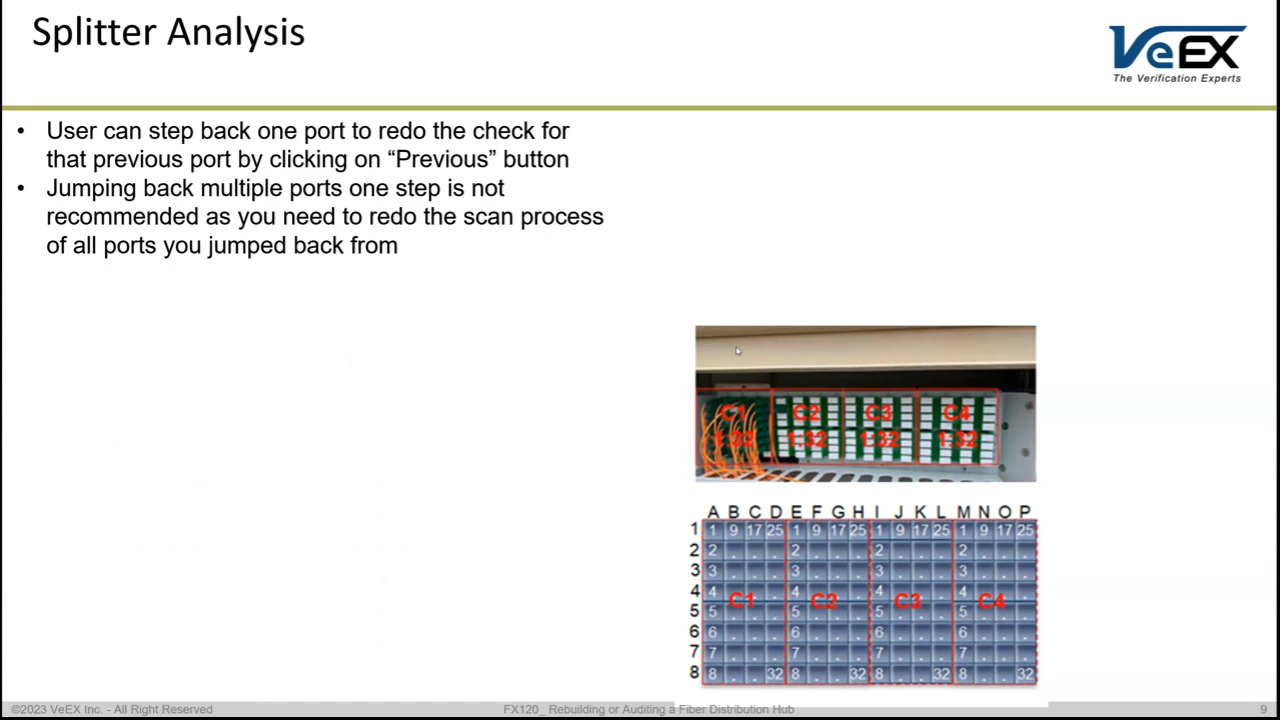 Splitter Analysis
VeEX
The Verification Experts
• User can step back one port to redo the check for
that previous port by clicking on “Previous” button
• Jumping back multiple ports one step is not
recommended as you need to redo the scan process
of all ports you jumped back from
C1 C2 C3 C4
1:32 1:32 1:32 1:32
A B C D E F G H I J K L M N O P
1 1 9 17 25 1 9 17 25 1 9 17 25 1 9 17 25
2 2 . . . 2 . . . 2 . . . 2 . . .
3 3 . . . 3 . . . 3 . . . 3 . . .
4 4 . . . 4 . . . 4 . . . 4 . . .
C1 C2 C3 C4
5 5 . . . 5 . . . 5 . . . 5 . . .
6 6 . . . 6 . . . 6 . . . 6 . . .
7 7 . . . 7 . . . 7 . . . 7 . . .
8 8 . . 32 8 . . 32 8 . . 32 8 . . 32
©2023 VeEX Inc. - All Right Reserved
FX120_ Rebuilding or Auditing a Fiber Distribution Hub
9